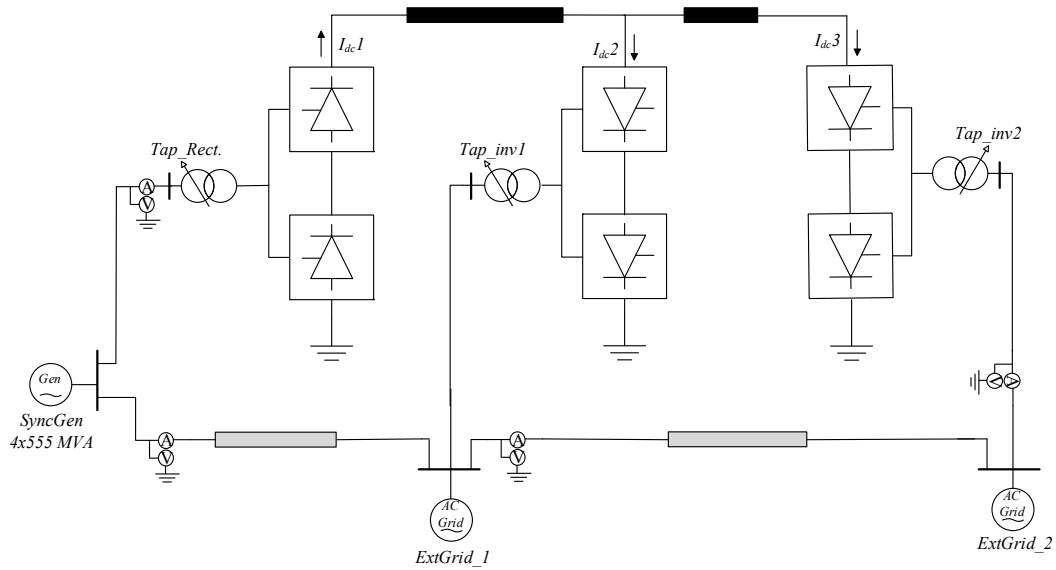 I_dc1
I_dc2
I_dc3
Tap_Rect.
Tap_inv1
Tap_inv2
A
V
Gen
SyncGen
4x555 MVA
A
V
A
V
V
A
AC
Grid
ExtGrid_1
AC
Grid
ExtGrid_2